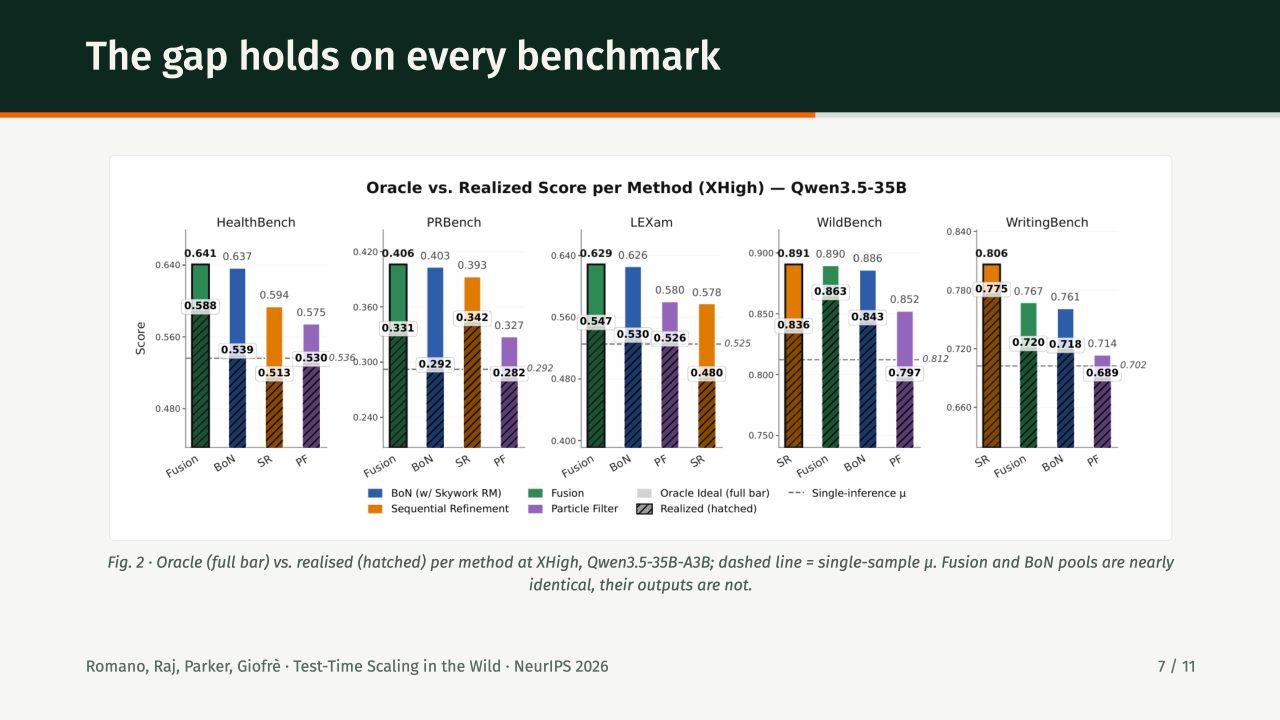 The gap holds on every benchmark
Oracle vs. Realized Score per Method (XHigh) — Qwen3.5-35B
HealthBench
PRBench
LEXam
WildBench
WritingBench
Score
0.640
0.560
0.480
0.641
0.637
0.594
0.575
0.588
0.539
0.513
0.530
0.536
Fusion
BoN
SR
PF
0.420
0.360
0.300
0.240
0.406
0.403
0.393
0.327
0.331
0.292
0.342
0.282
0.292
Fusion
BoN
SR
PF
0.640
0.560
0.480
0.400
0.629
0.626
0.580
0.578
0.547
0.530
0.526
0.480
0.525
Fusion
BoN
PF
SR
0.900
0.850
0.800
0.750
0.891
0.890
0.886
0.852
0.836
0.863
0.843
0.797
0.812
SR
Fusion
BoN
PF
0.840
0.780
0.720
0.660
0.806
0.767
0.761
0.714
0.775
0.720
0.718
0.689
0.702
SR
Fusion
BoN
PF
BoN (w/ Skywork RM)
Sequential Refinement
Fusion
Particle Filter
Oracle Ideal (full bar)
Realized (hatched)
Single-inference μ
Fig. 2 · Oracle (full bar) vs. realised (hatched) per method at XHigh, Qwen3.5-35B-A3B; dashed line = single-sample μ. Fusion and BoN pools are nearly
identical, their outputs are not.
Romano, Raj, Parker, Giofrè · Test-Time Scaling in the Wild · NeurIPS 2026
7 / 11